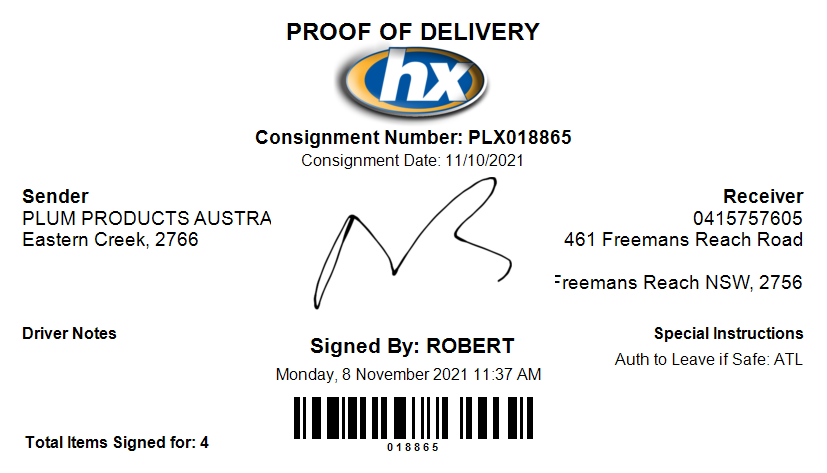 PROOF OF DELIVERY
hx
Consignment Number: PLX018865
Consignment Date: 11/10/2021
Sender
PLUM PRODUCTS AUSTRA
Eastern Creek, 2766
Receiver
0415757605
461 Freemans Reach Road
Freemans Reach NSW, 2756
Driver Notes
Special Instructions
Auth to Leave if Safe: ATL
Signed By: ROBERT
Monday, 8 November 2021 11:37 AM
018865
Total Items Signed for: 4